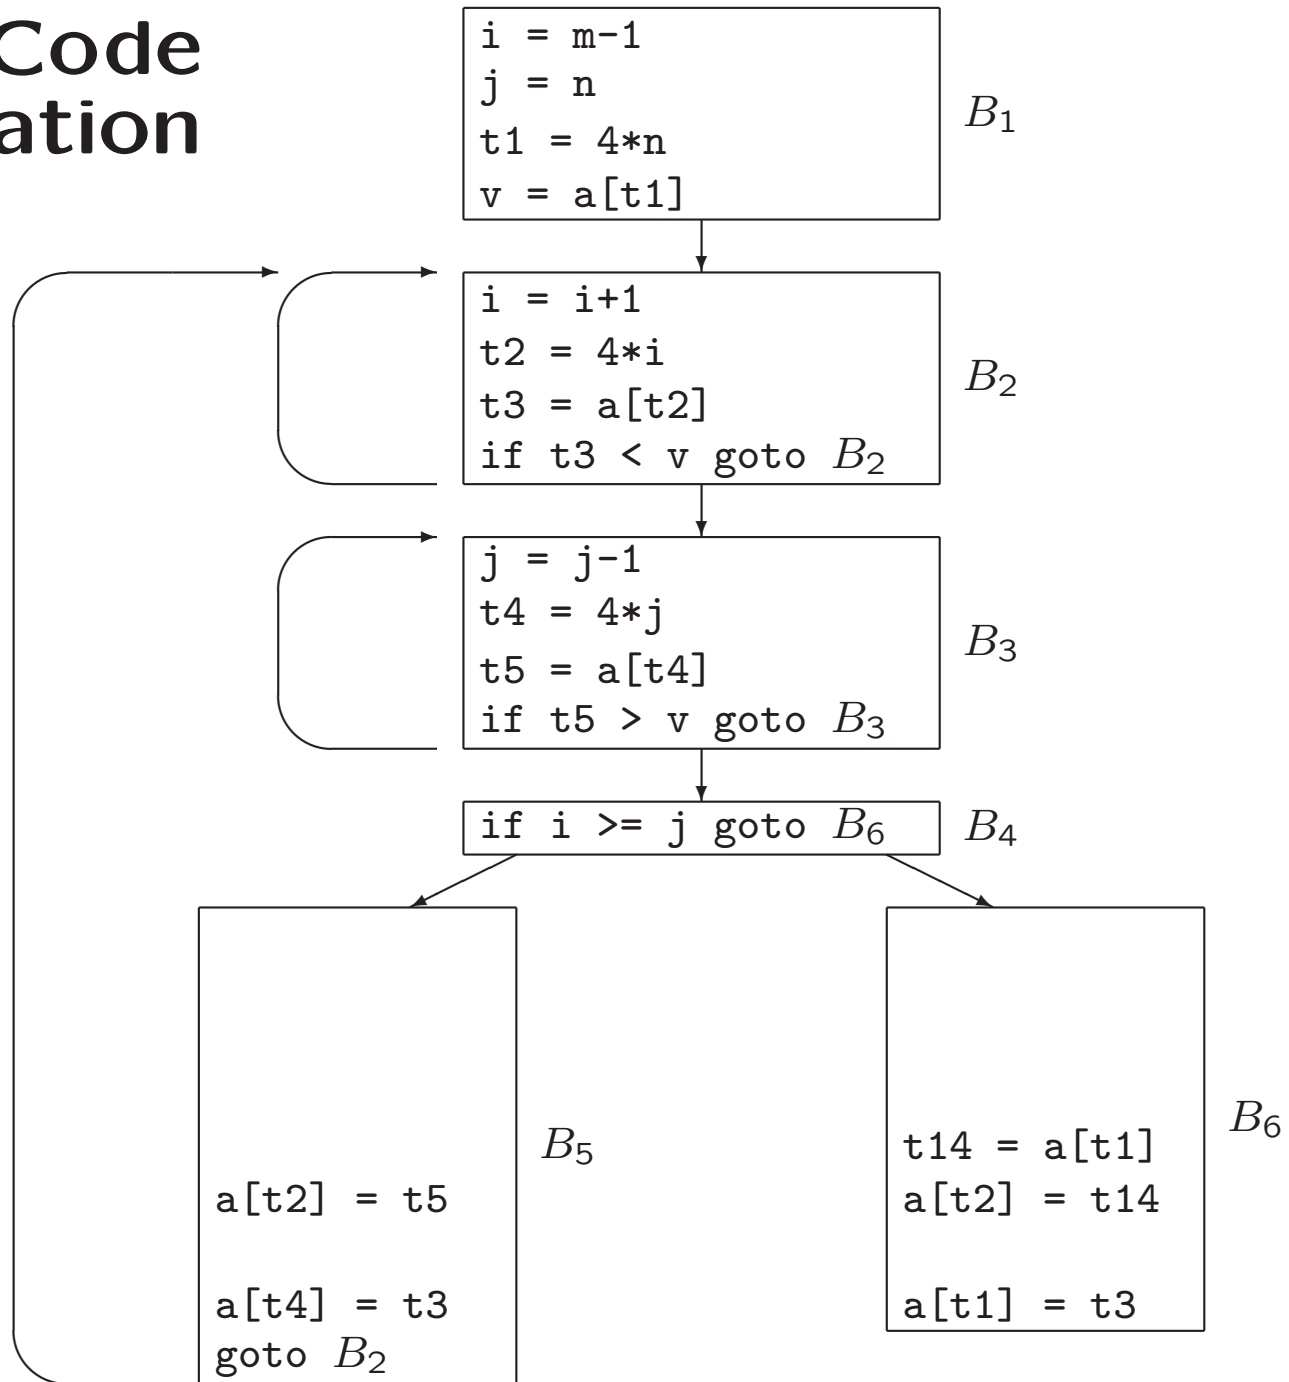 Code
ation
i = m-1
j = n
t1 = 4*n
v = a[t1]
B₁
i = i+1
t2 = 4*i
t3 = a[t2]
if t3 < v goto B₂
B₂
j = j-1
t4 = 4*j
t5 = a[t4]
if t5 > v goto B₃
B₃
if i >= j goto B₆
B₄
a[t2] = t5
a[t4] = t3
goto B₂
B₅
t14 = a[t1]
a[t2] = t14
a[t1] = t3
B₆